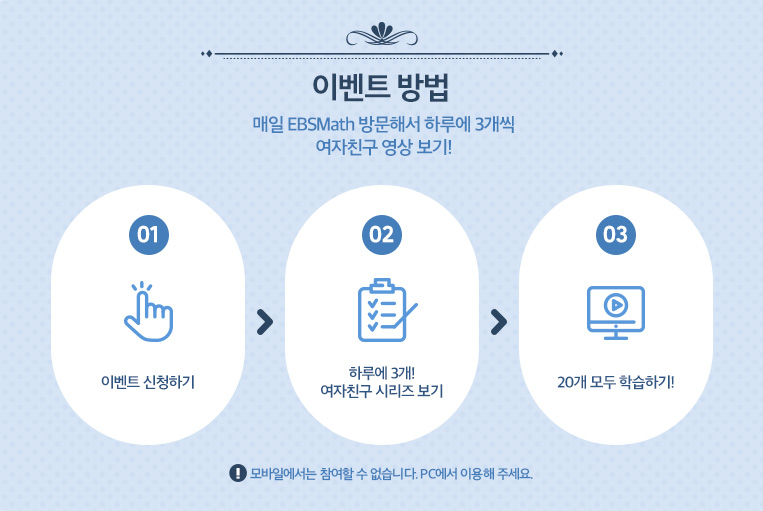 이벤트 방법
매일 EBSMath 방문해서 하루에 3개씩
여자친구 영상 보기!
01
이벤트 신청하기
02
하루에 3개!
여자친구 시리즈 보기
03
20개 모두 학습하기!
모바일에서는 참여할 수 없습니다. PC에서 이용해 주세요.